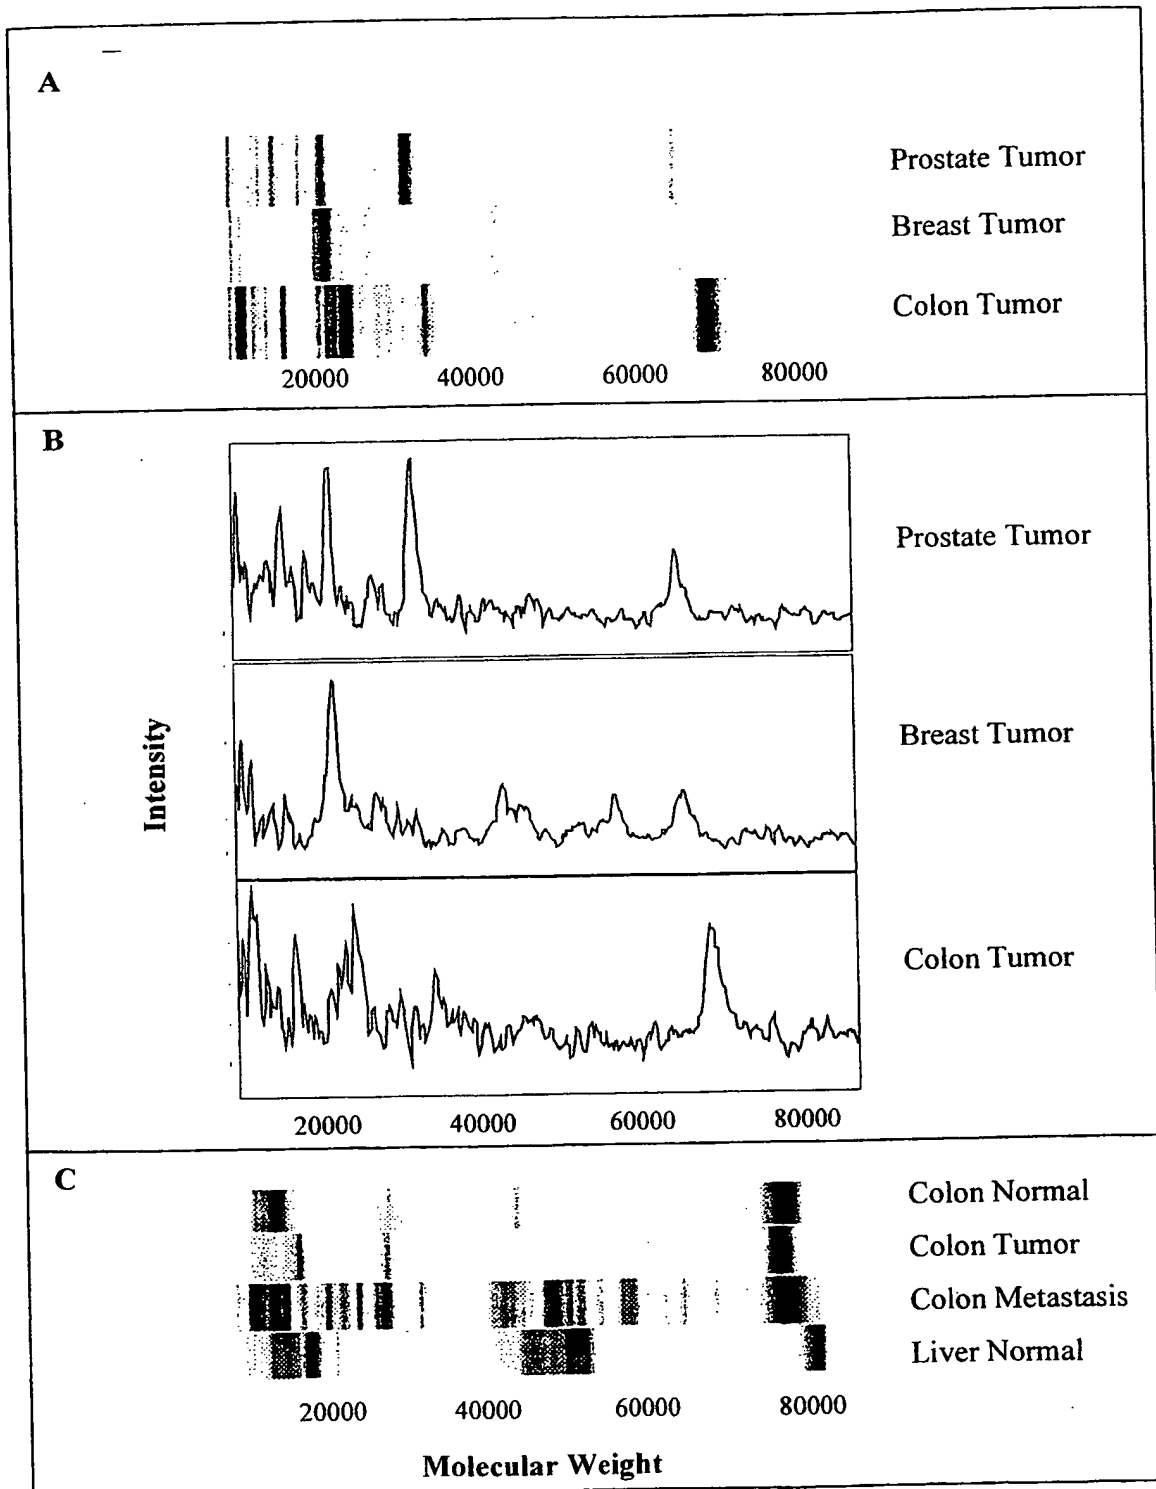 A
Prostate Tumor
Breast Tumor
Colon Tumor
20000 40000 60000 80000
B
Prostate Tumor
Breast Tumor
Intensity
Colon Tumor
20000 40000 60000 80000
C
Colon Normal
Colon Tumor
Colon Metastasis
Liver Normal
20000 40000 60000 80000
Molecular Weight